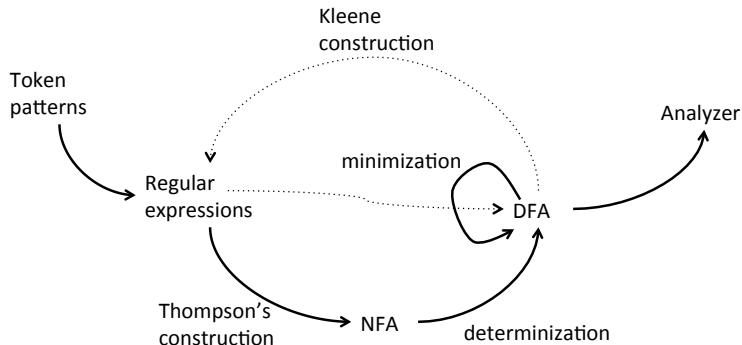 Kleene
construction
Token
patterns
Analyzer
minimization
Regular
expressions
DFA
Thompson's
construction
NFA
determinization